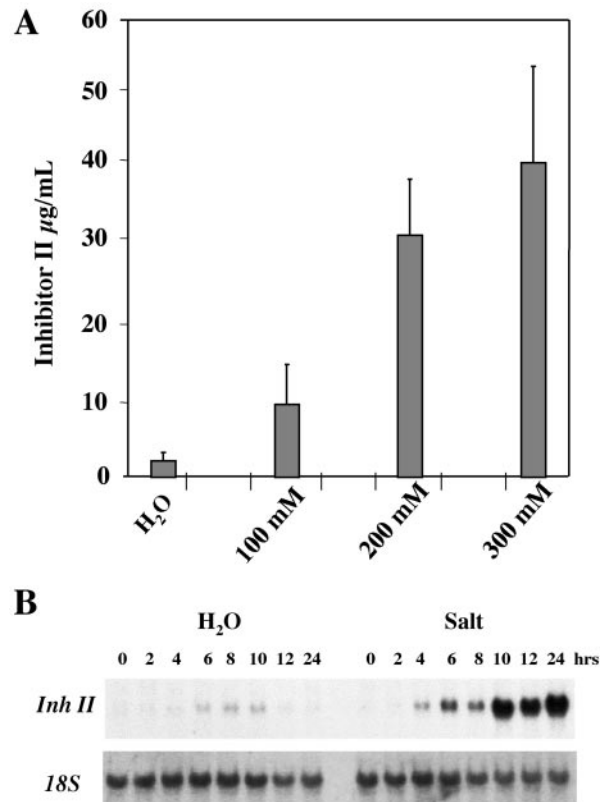 A
60
50
40
30
20
10
0
Inhibitor II µg/mL
H₂O
100 mM
200 mM
300 mM
B
H₂O Salt
0 2 4 6 8 10 12 24 0 2 4 6 8 10 12 24 hrs
Inh II
18S